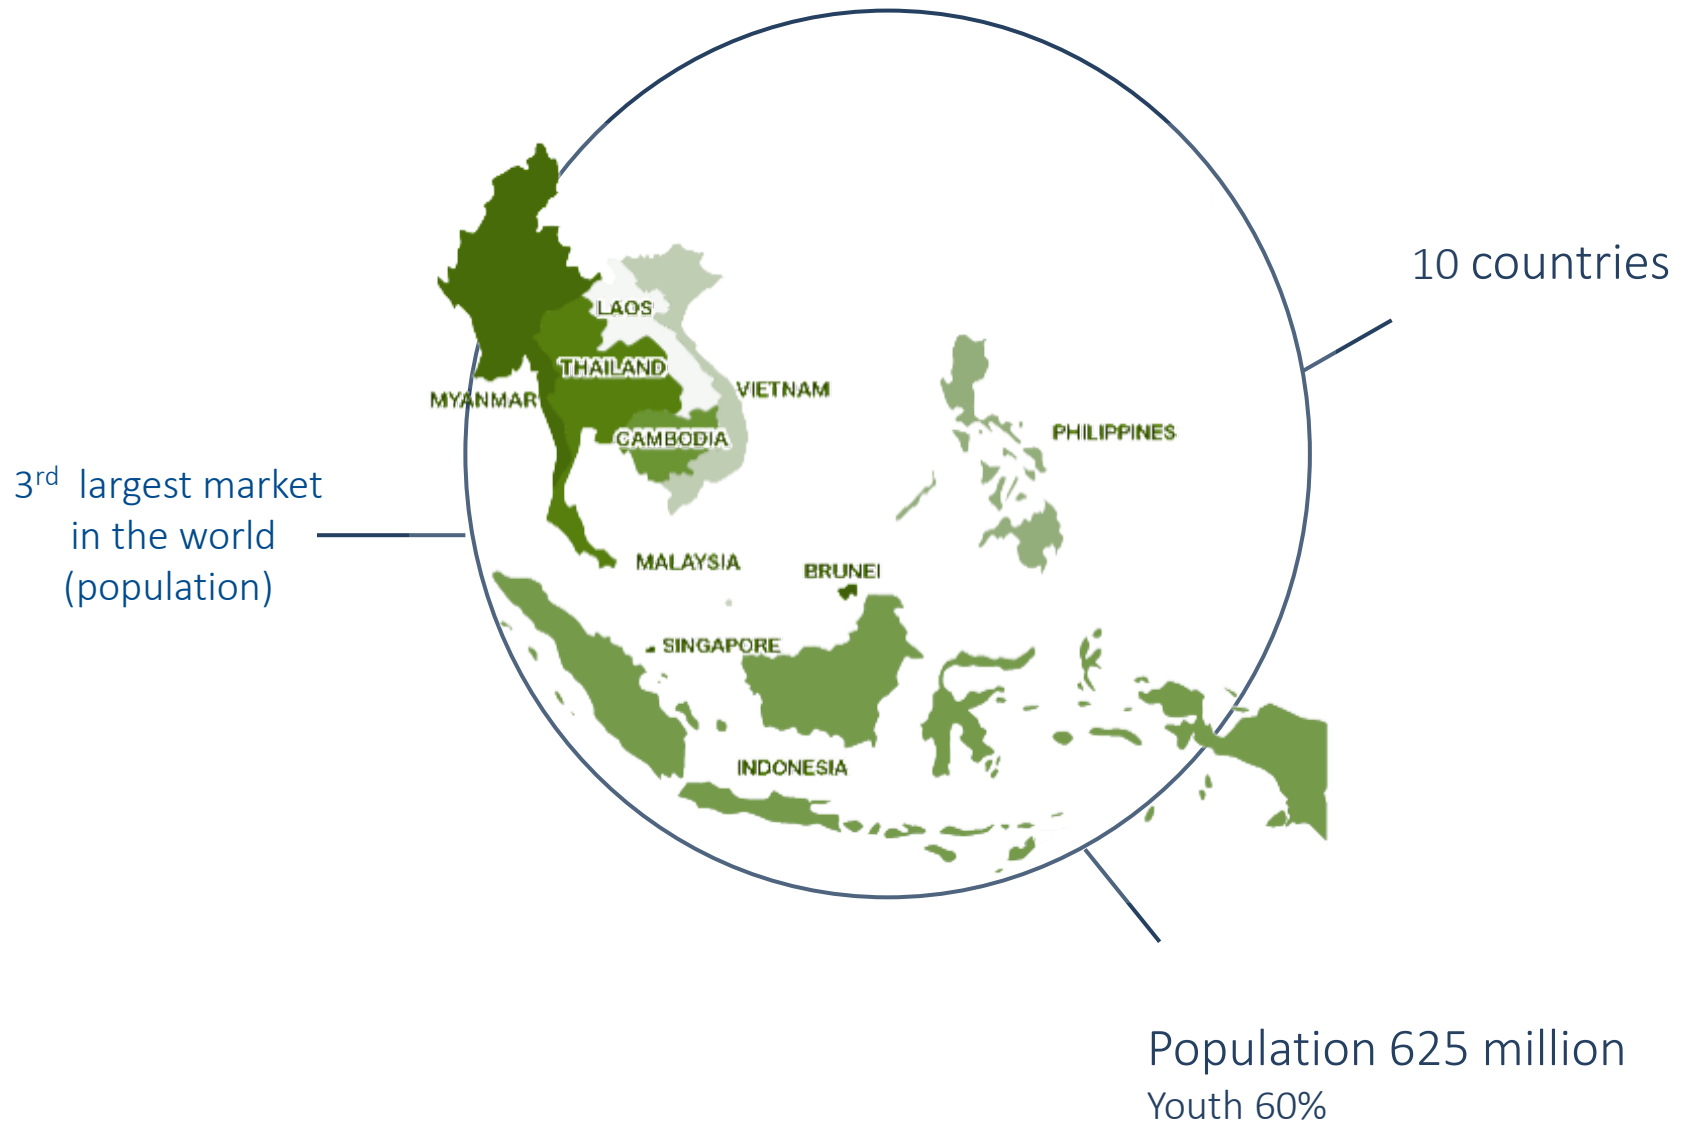 10 countries
LAOS
THAILAND
MYANMAR
VIETNAM
CAMBODIA
PHILIPPINES
3rd largest market
in the world
(population)
MALAYSIA
BRUNEI
SINGAPORE
INDONESIA
Population 625 million
Youth 60%